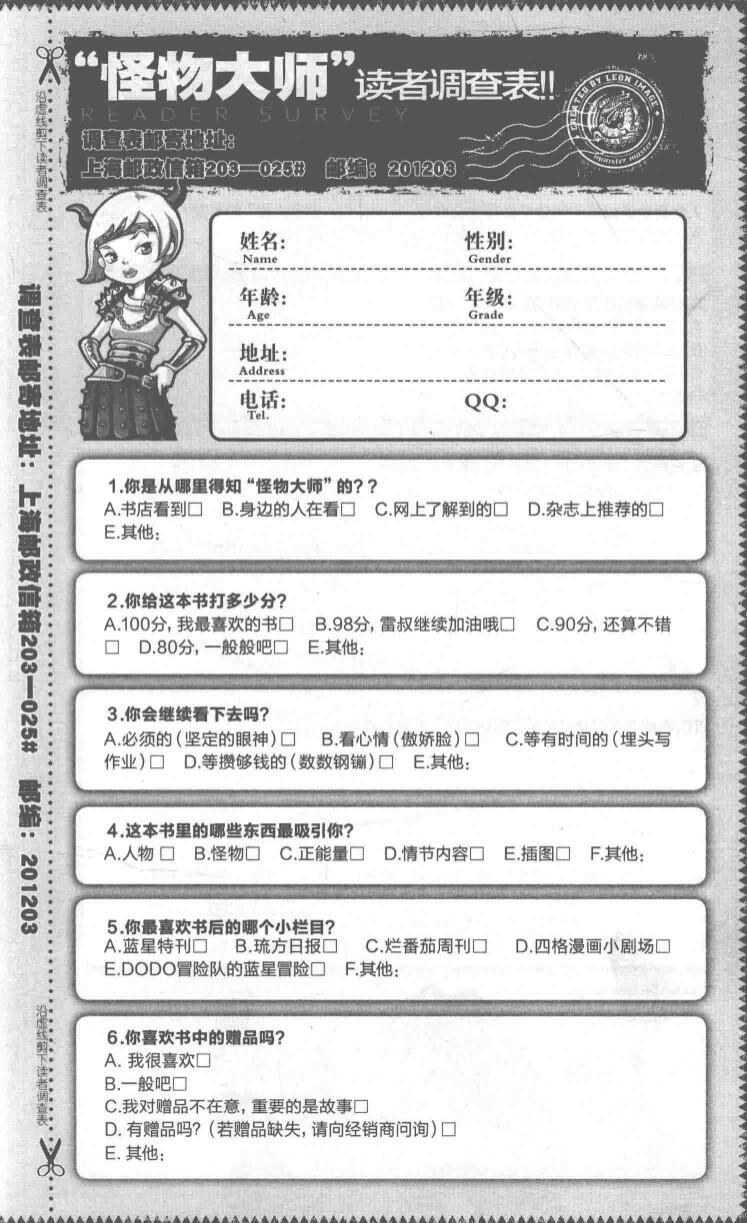 “怪物大师”读者调查表!!
READER SURVEY
调查表邮寄地址：
上海邮政信箱203—025# 邮编：201203
CREATED BY LEON IMAGE
monster master's
沿虚线剪下读者调查表
调查表邮寄地址：上海邮政信箱203—025# 邮编：201203
沿虚线剪下读者调查表
姓名: 性别:
Name Gender
年龄: 年级:
Age Grade
地址:
Address
电话: QQ:
Tel.
1.你是从哪里得知“怪物大师”的？？
A.书店看到□ B.身边的人在看□ C.网上了解到的□ D.杂志上推荐的□
E.其他:
2.你给这本书打多少分？
A.100分, 我最喜欢的书□ B.98分, 雷叔继续加油哦□ C.90分, 还算不错
□ D.80分, 一般般吧□ E.其他:
3.你会继续看下去吗？
A.必须的（坚定的眼神）□ B.看心情（傲娇脸）□ C.等有时间的（埋头写
作业）□ D.等攒够钱的（数数钢镚）□ E.其他:
4.这本书里的哪些东西最吸引你？
A.人物 □ B.怪物□ C.正能量□ D.情节内容□ E.插图□ F.其他:
5.你最喜欢书后的哪个小栏目？
A.蓝星特刊□ B.琉方日报□ C.烂番茄周刊□ D.四格漫画小剧场□
E.DODO冒险队的蓝星冒险□ F.其他:
6.你喜欢书中的赠品吗？
A. 我很喜欢□
B.一般吧□
C.我对赠品不在意, 重要的是故事□
D. 有赠品吗？（若赠品缺失, 请向经销商问询）□
E. 其他: